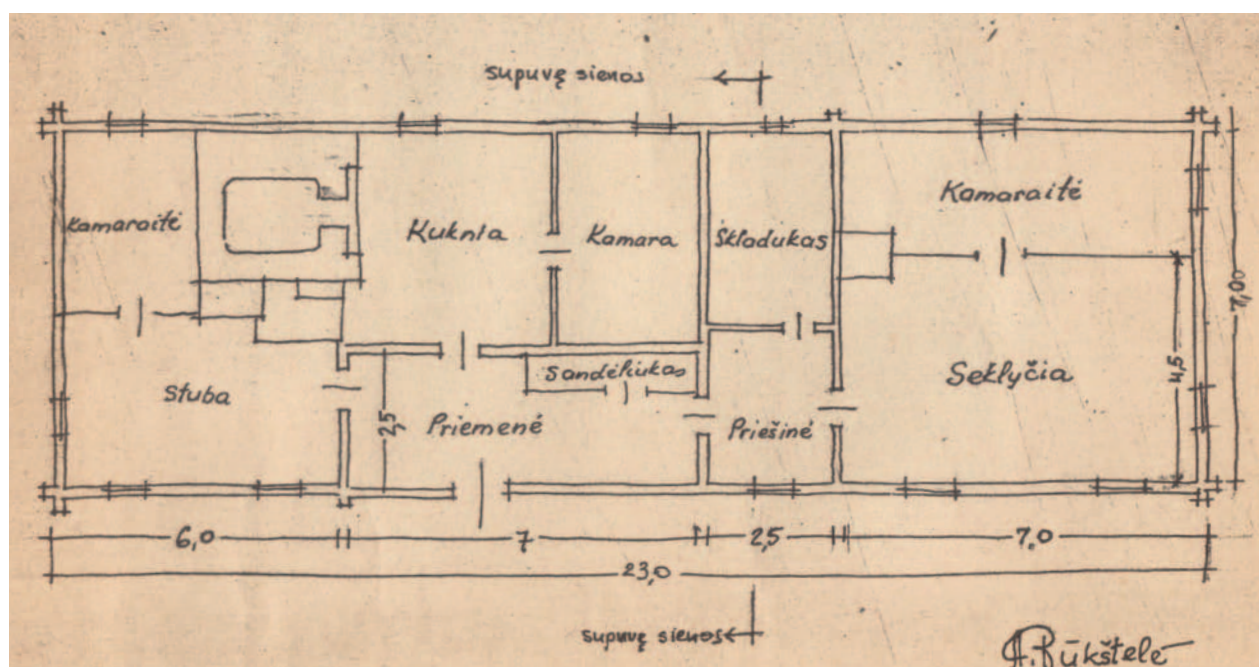 supuvę sienos
Kamaraitė
Kuknia
Kamara
Škladukas
Kamaraitė
7,00
Stuba
2,5
Priemenė
Sandėliukas
Priešinė
Seklyčia
4,5
6,0
7
2,5
7,0
23,0
supuvę sienos
A. Rūkštelė